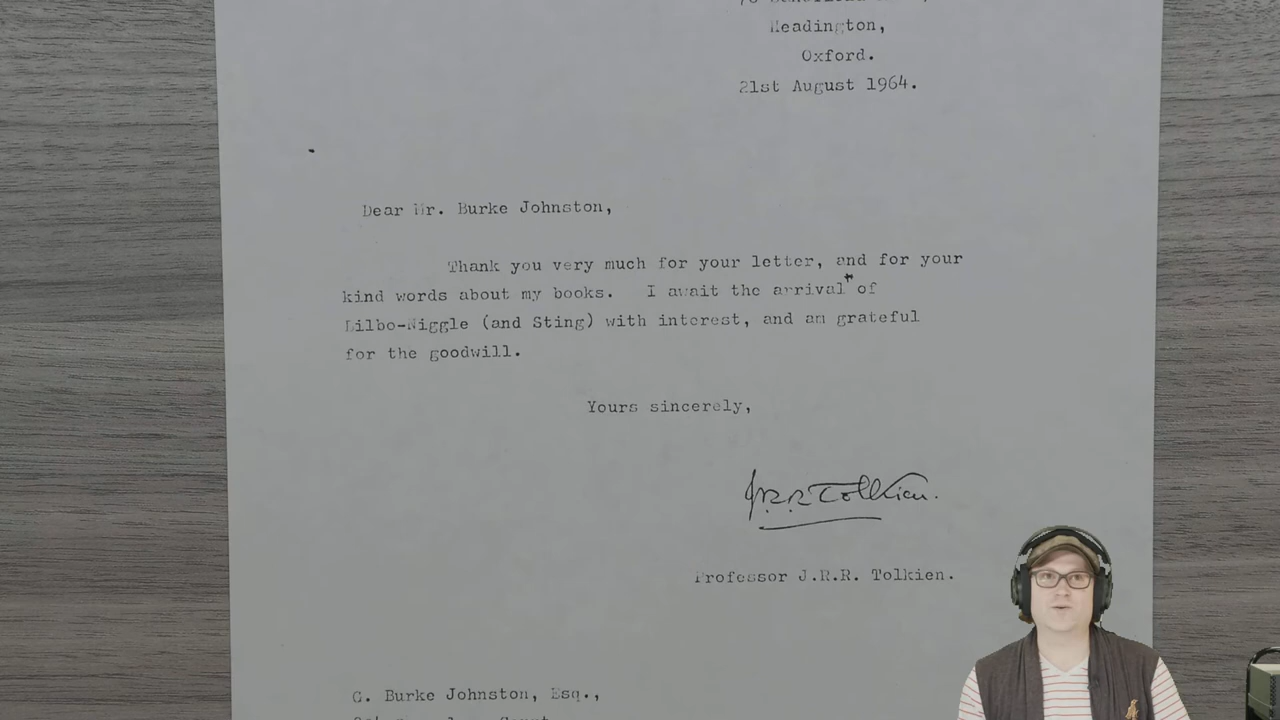 Headington,
Oxford.
21st August 1964.
Dear Mr. Burke Johnston,
Thank you very much for your letter, and for your
kind words about my books. I await the arrival of
Bilbo-Niggle (and Sting) with interest, and am grateful
for the goodwill.
Yours sincerely,
J.R.R. Tolkien.
Professor J.R.R. Tolkien.
G. Burke Johnston, Esq.,